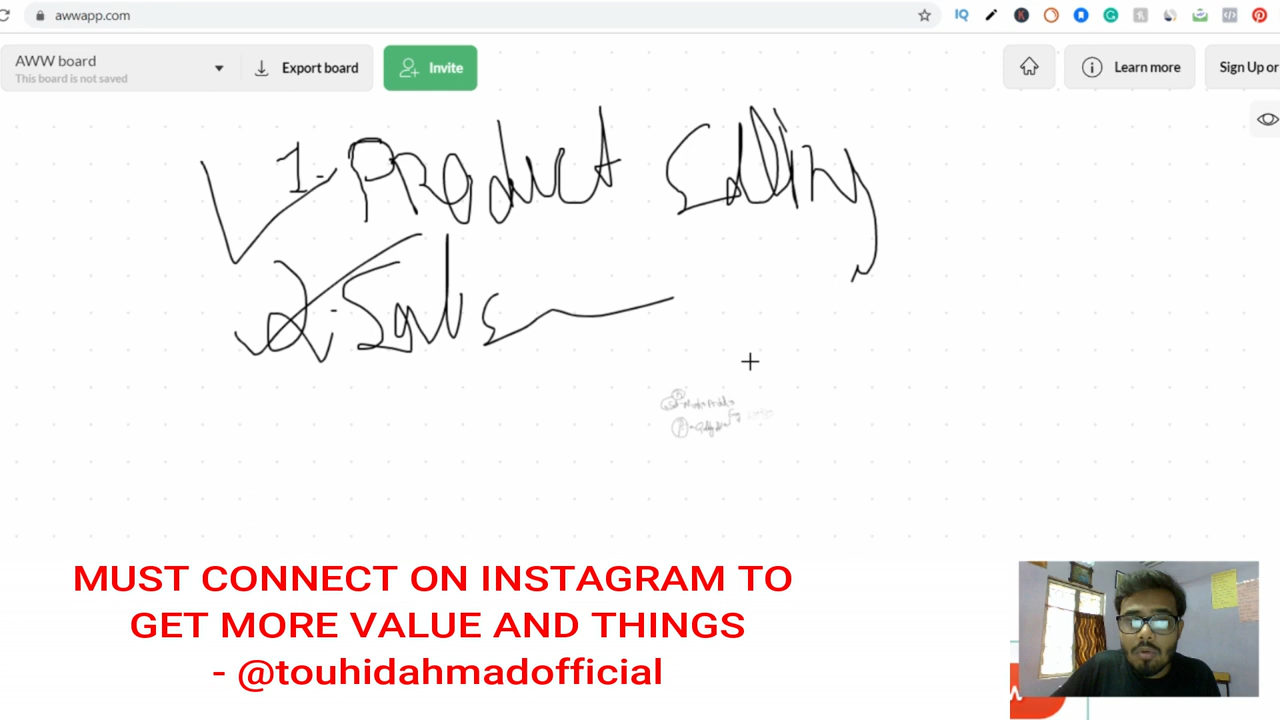 awwapp.com
IQ
AWW board
This board is not saved
Export board
Invite
Learn more
Sign Up or
1- Product
2. Sales
MUST CONNECT ON INSTAGRAM TO
GET MORE VALUE AND THINGS
- @touhidahmadofficial